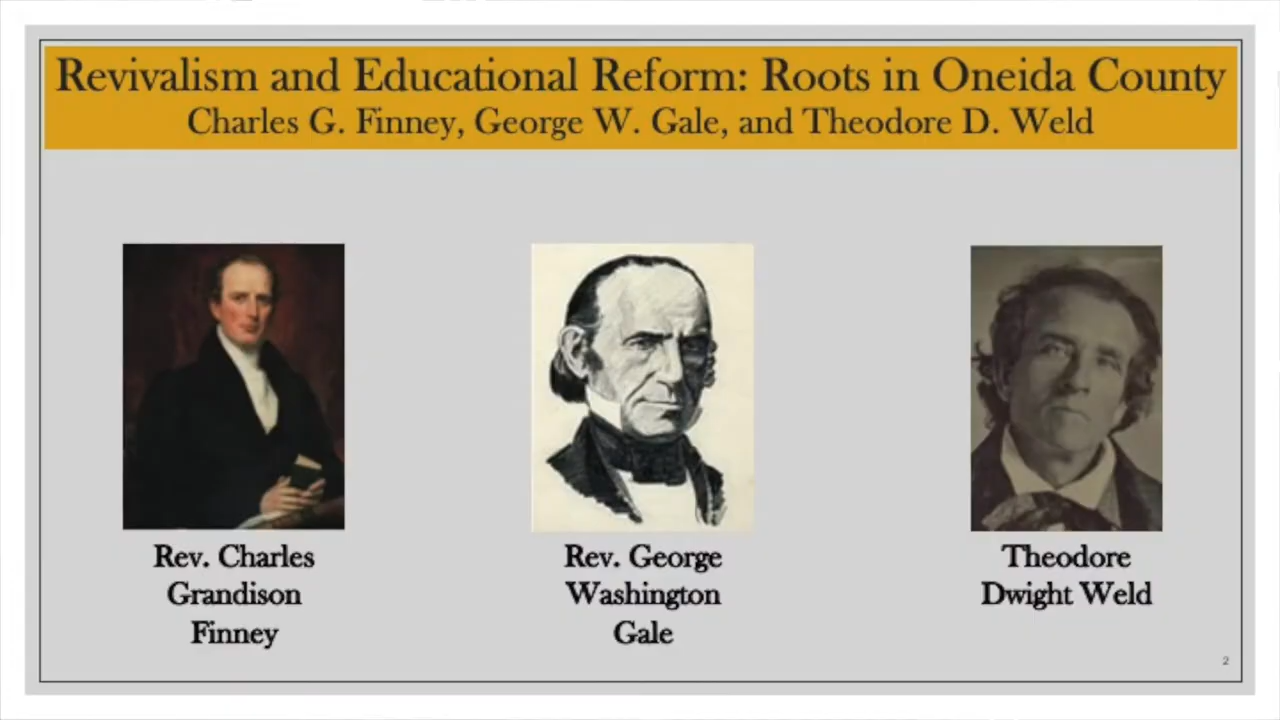 Revivalism and Educational Reform: Roots in Oneida County
Charles G. Finney, George W. Gale, and Theodore D. Weld
Rev. Charles
Grandison
Finney
Rev. George
Washington
Gale
Theodore
Dwight Weld
2